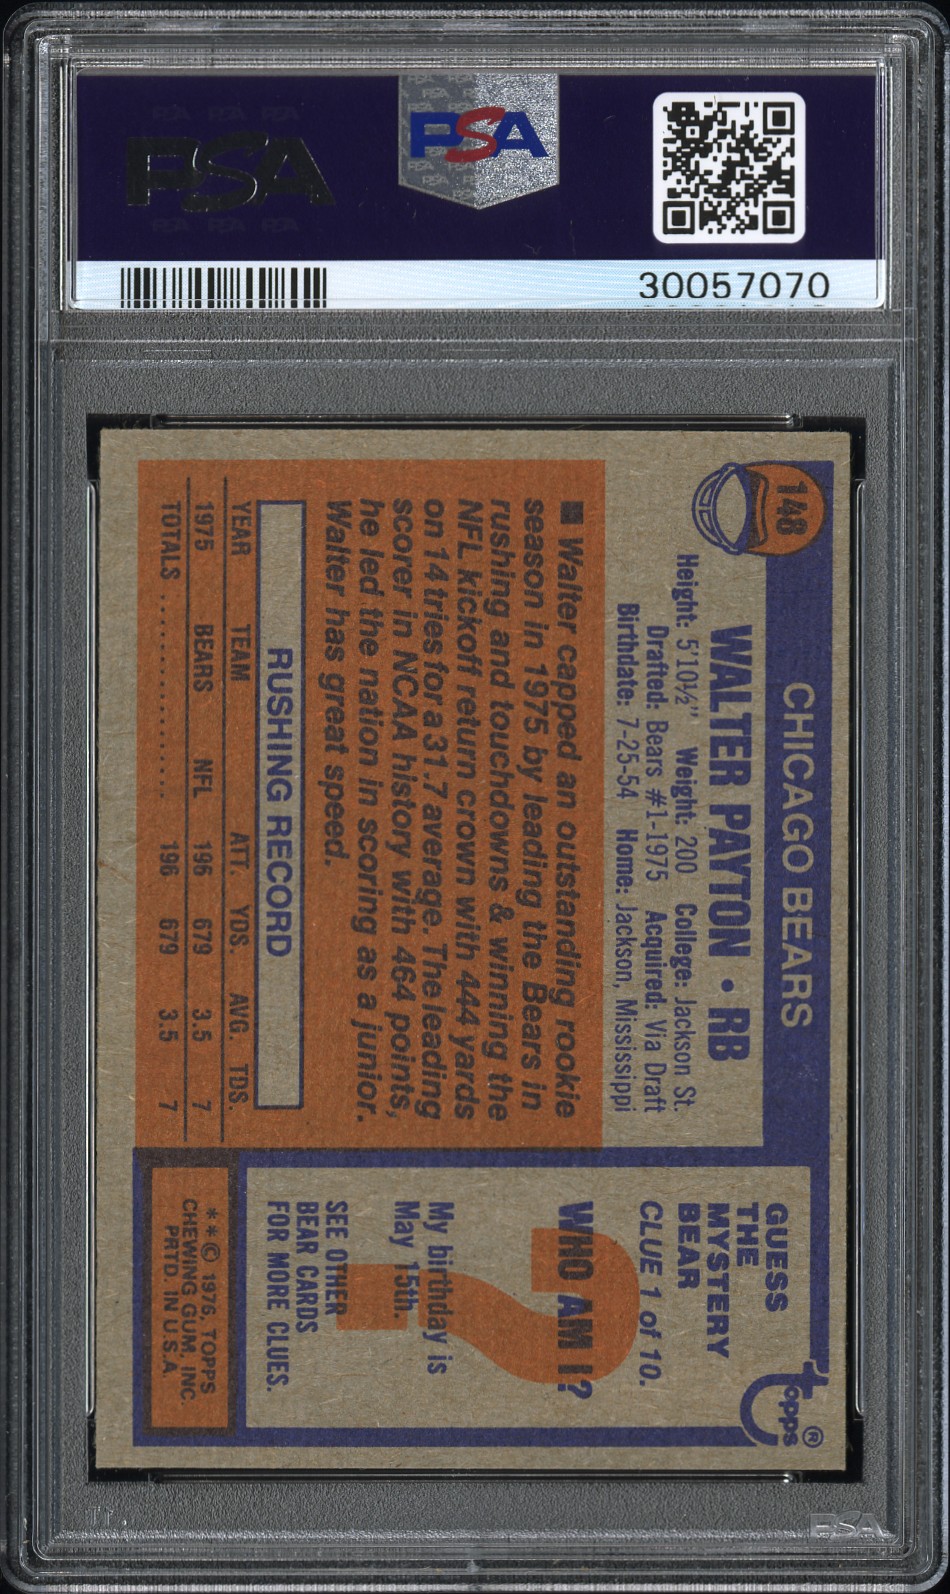 PSA
PSA
30057070
148
CHICAGO BEARS
WALTER PAYTON • RB
Height: 5'10½" Weight: 200 College: Jackson St.
Drafted: Bears #1-1975 Acquired: Via Draft
Birthdate: 7-25-54 Home: Jackson, Mississippi
■ Walter capped an outstanding rookie
season in 1975 by leading the Bears in
rushing and touchdowns & winning the
NFL kickoff return crown with 444 yards
on 14 tries for a 31.7 average. The leading
scorer in NCAA history with 464 points,
he led the nation in scoring as a junior.
Walter has great speed.
RUSHING RECORD
YEAR TEAM ATT. YDS. AVG. TDS.
1975 BEARS NFL 196 679 3.5 7
TOTALS .................. 196 679 3.5 7
topps®
GUESS
THE
MYSTERY
BEAR
CLUE 1 of 10.
WHO AM I?
My birthday is
May 15th.
SEE OTHER
BEAR CARDS
FOR MORE CLUES.
**© 1976, TOPPS
CHEWING GUM, INC.
PRTD. IN U.S.A.
PSA